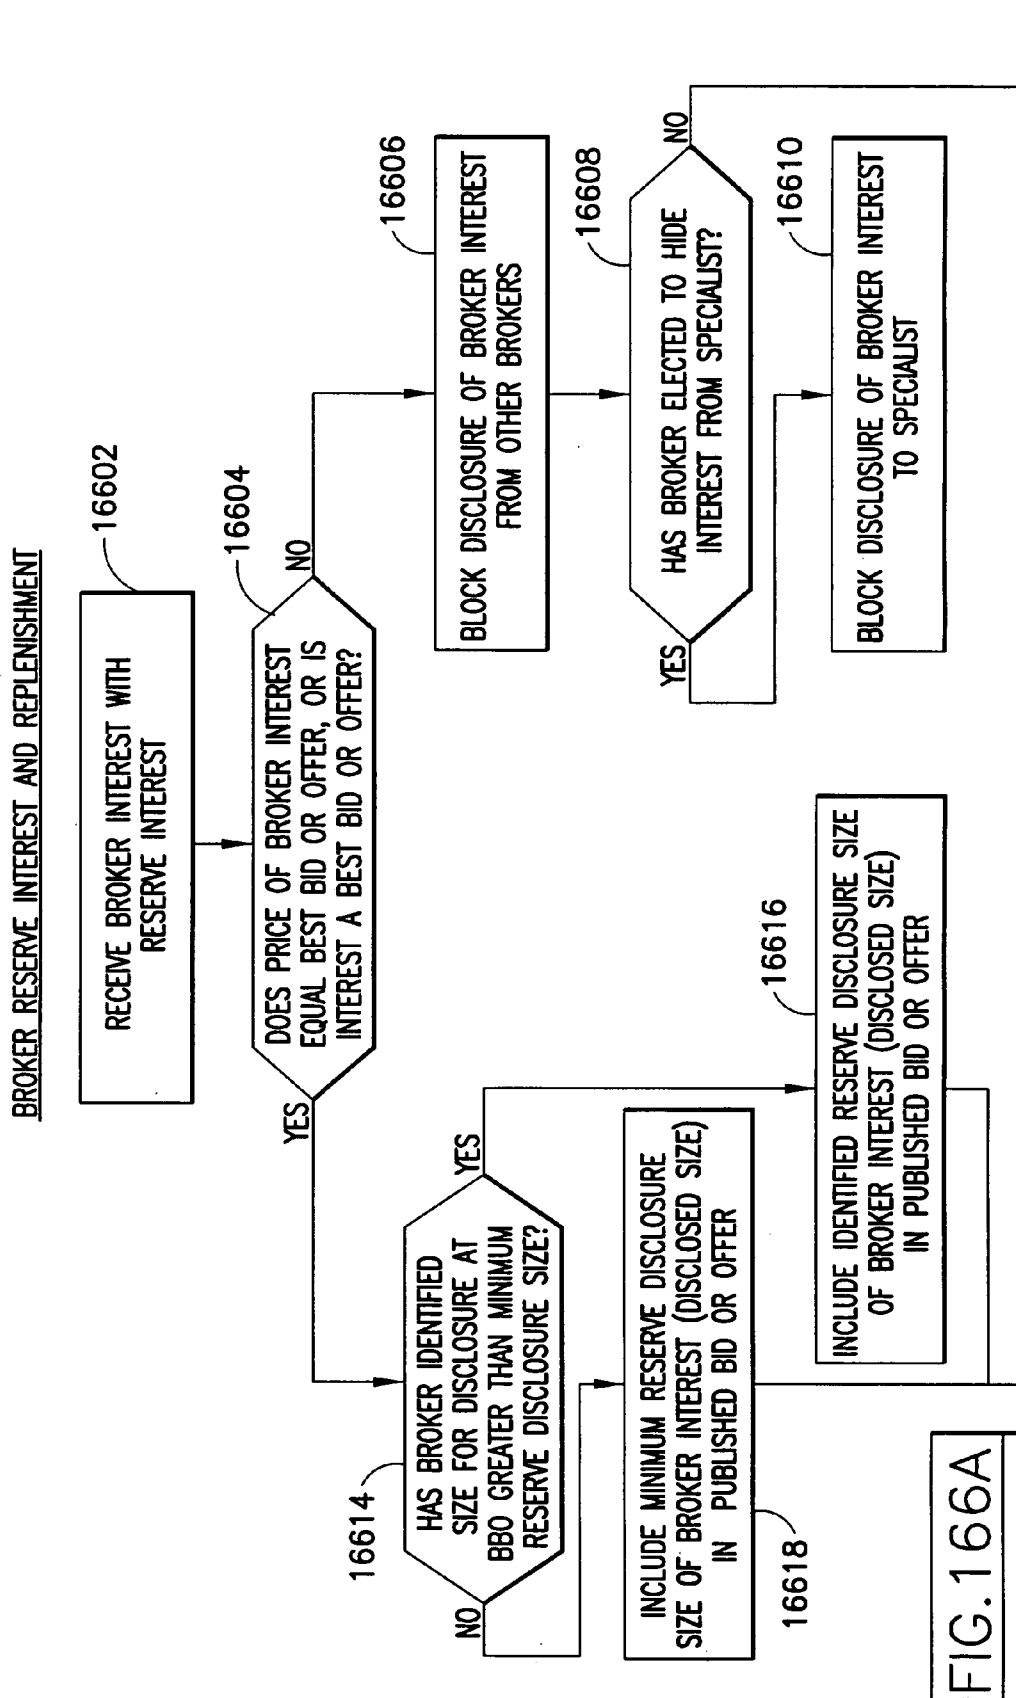 BROKER RESERVE INTEREST AND REPLENISHMENT
16602
RECEIVE BROKER INTEREST WITH
RESERVE INTEREST
16604
DOES PRICE OF BROKER INTEREST
EQUAL BEST BID OR OFFER, OR IS
INTEREST A BEST BID OR OFFER?
YES
NO
16614
HAS BROKER IDENTIFIED
SIZE FOR DISCLOSURE AT
BBO GREATER THAN MINIMUM
RESERVE DISCLOSURE SIZE?
NO
YES
16606
BLOCK DISCLOSURE OF BROKER INTEREST
FROM OTHER BROKERS
16608
HAS BROKER ELECTED TO HIDE
INTEREST FROM SPECIALIST?
YES
NO
INCLUDE MINIMUM RESERVE DISCLOSURE
SIZE OF BROKER INTEREST (DISCLOSED SIZE)
IN PUBLISHED BID OR OFFER
16618
16616
INCLUDE IDENTIFIED RESERVE DISCLOSURE SIZE
OF BROKER INTEREST (DISCLOSED SIZE)
IN PUBLISHED BID OR OFFER
16610
BLOCK DISCLOSURE OF BROKER INTEREST
TO SPECIALIST
FIG.166A